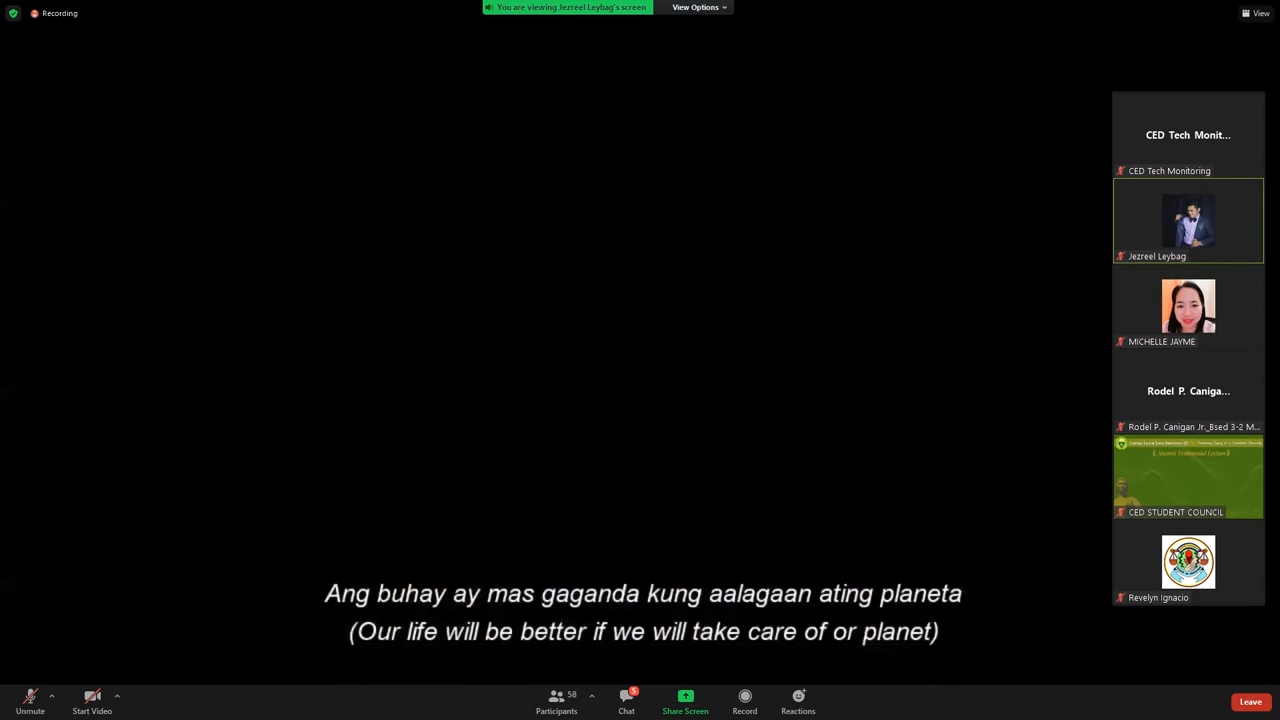 Recording
You are viewing Jezreel Leybag's screen
View Options
View
CED Tech Monit...
CED Tech Monitoring
Jezreel Leybag
MICHELLE JAYME
Rodel P. Caniga...
Rodel P. Canigan Jr._Bsed 3-2 M...
Alumni Testimonial Lecture
CED STUDENT COUNCIL
Revelyn Ignacio
Ang buhay ay mas gaganda kung aalagaan ating planeta
(Our life will be better if we will take care of or planet)
Unmute
Start Video
58
Participants
5
Chat
Share Screen
Record
Reactions
Leave